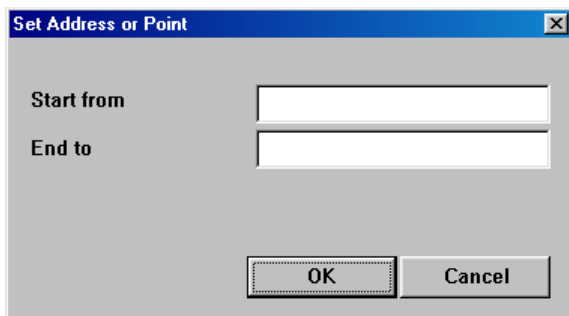 Set Address or Point
Start from
End to
OK Cancel